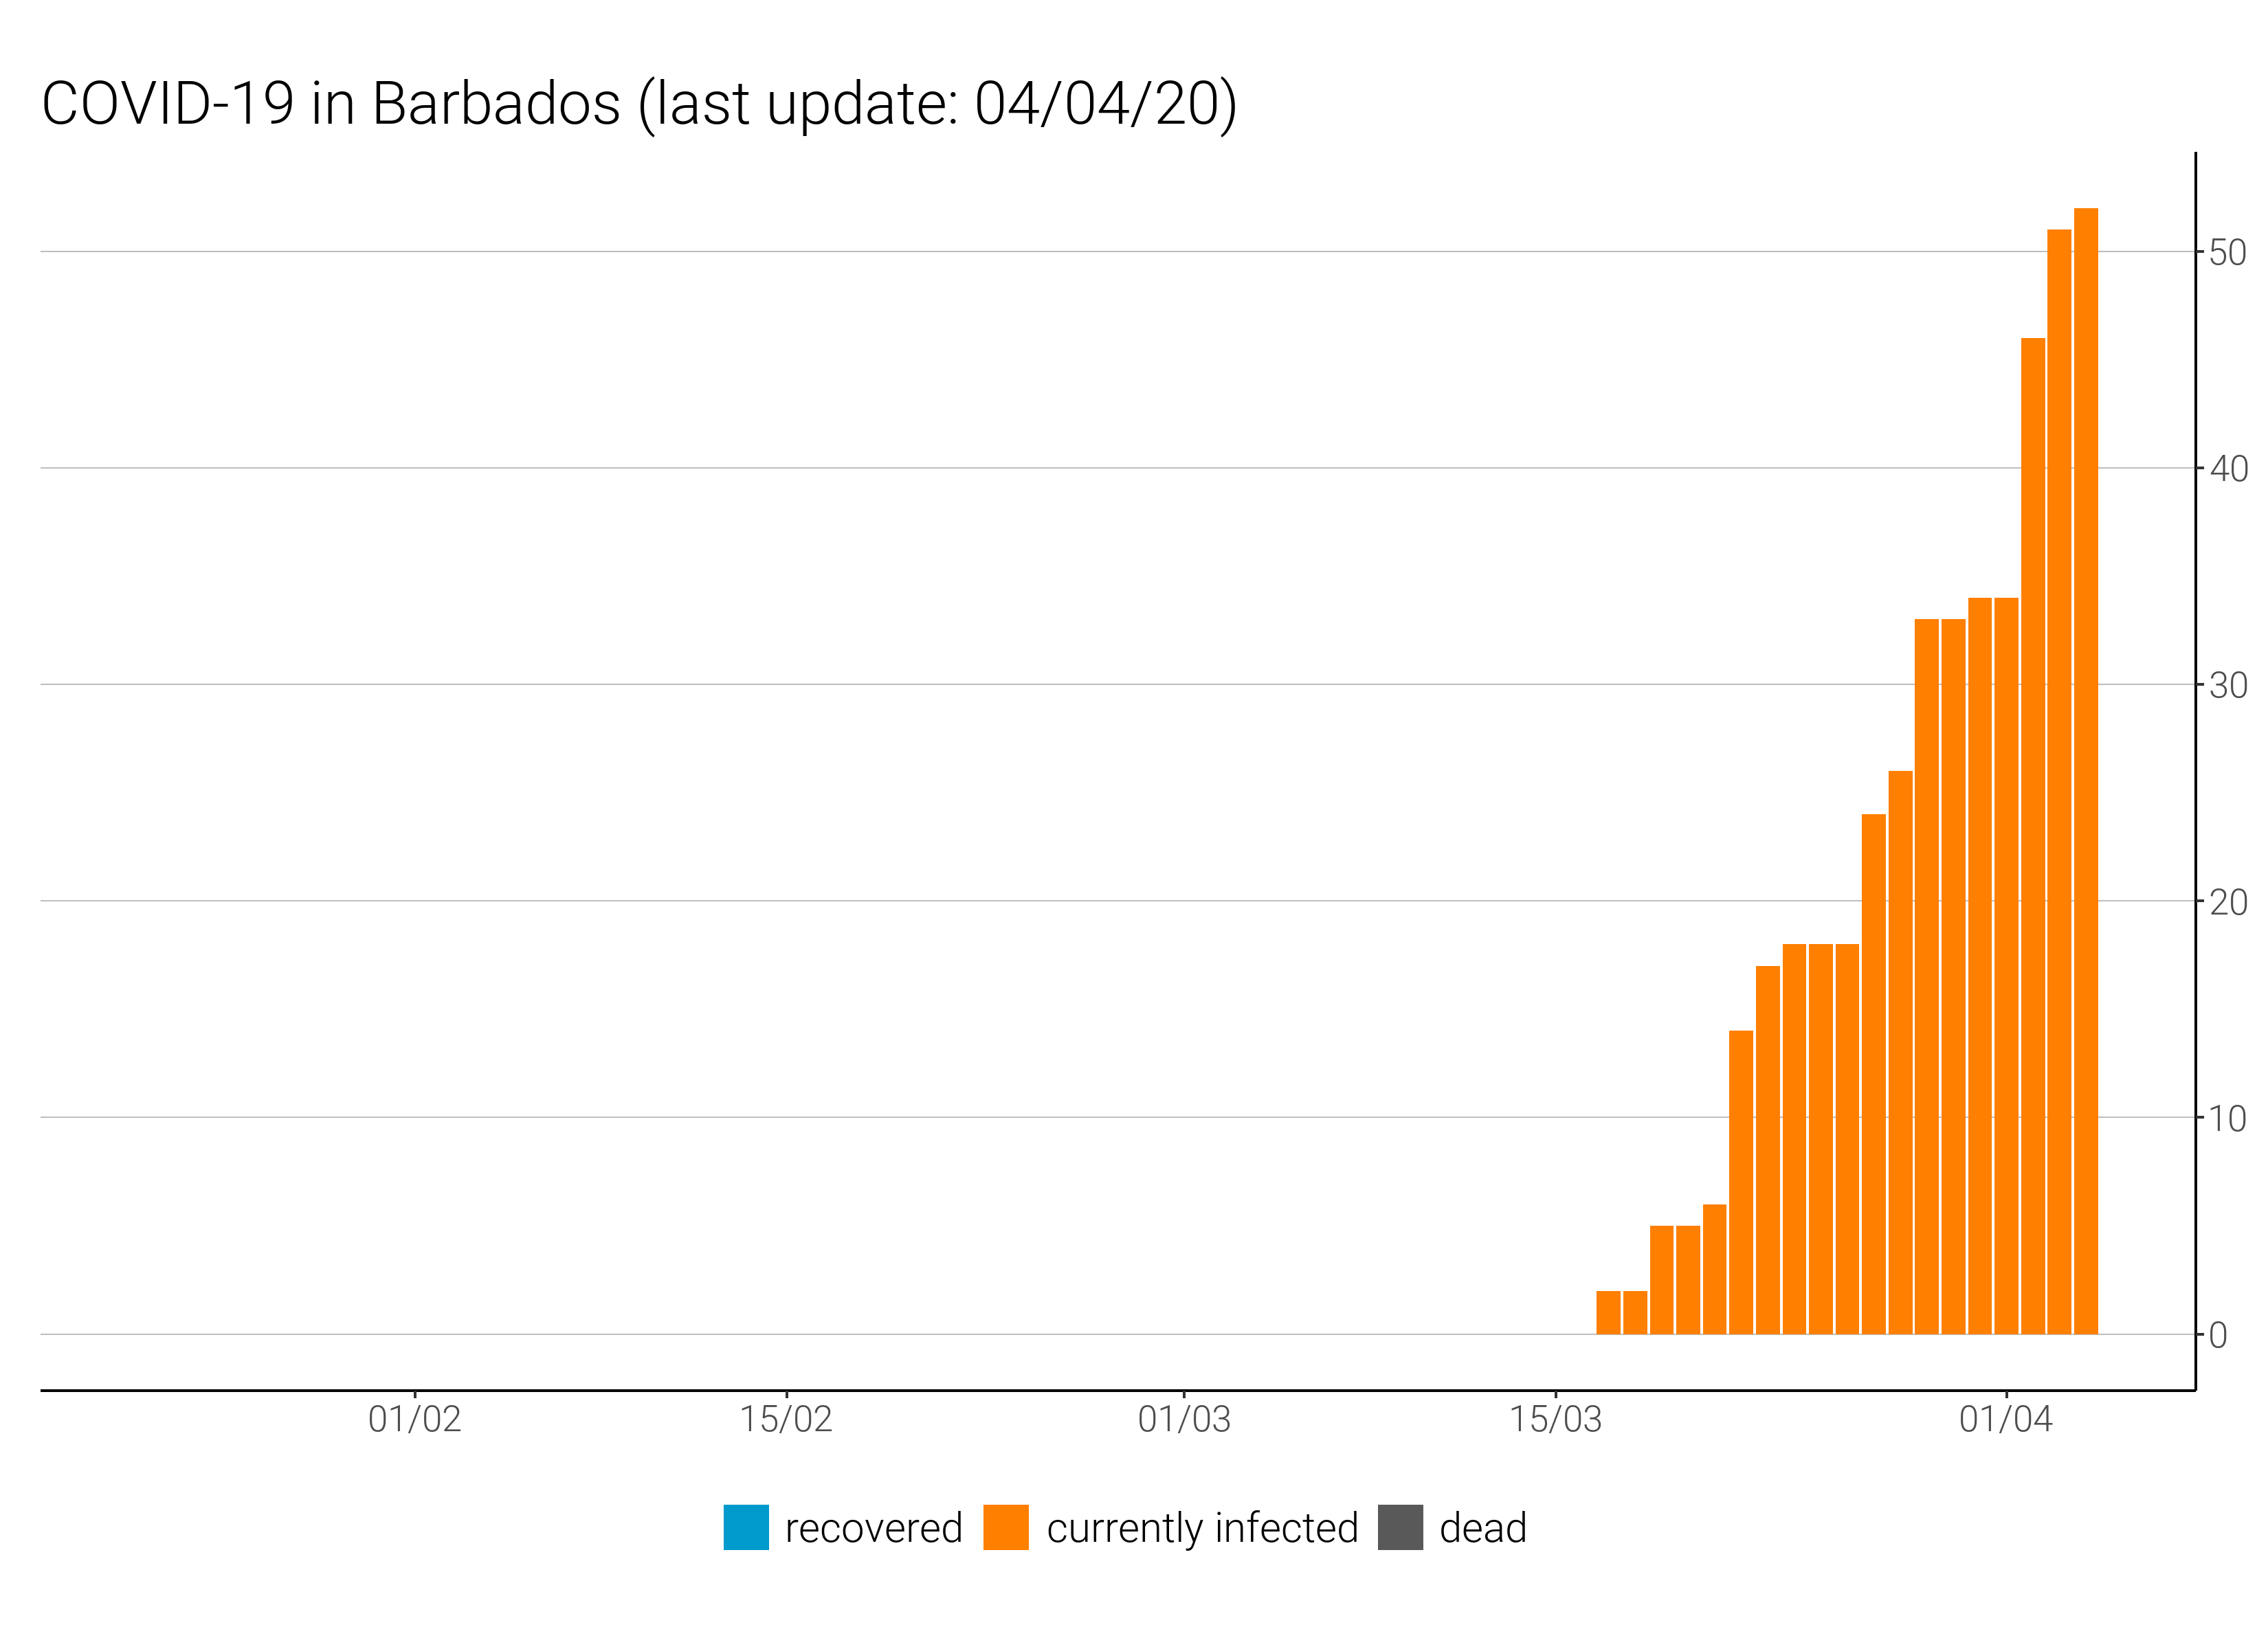 COVID-19 in Barbados (last update: 04/04/20)
50
40
30
20
10
0
01/02 15/02 01/03 15/03 01/04
recovered currently infected dead